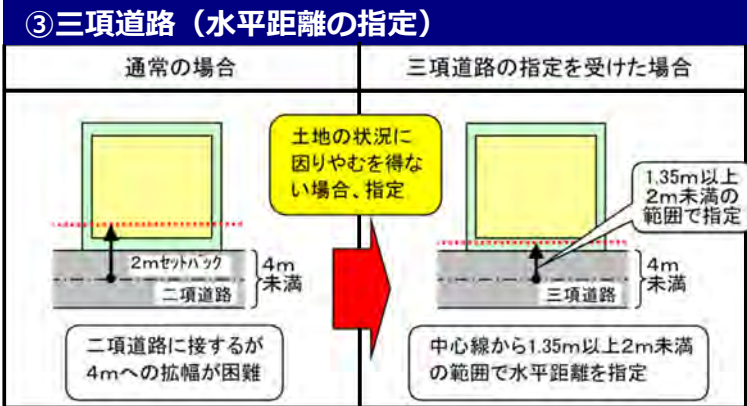 ③三項道路（水平距離の指定）
通常の場合
三項道路の指定を受けた場合
土地の状況に
因りやむを得な
い場合、指定
2mセットバック
二項道路
4m
未満
二項道路に接するが
4mへの拡幅が困難
1.35m以上
2m未満の
範囲で指定
三項道路
4m
未満
中心線から1.35m以上2m未満
の範囲で水平距離を指定